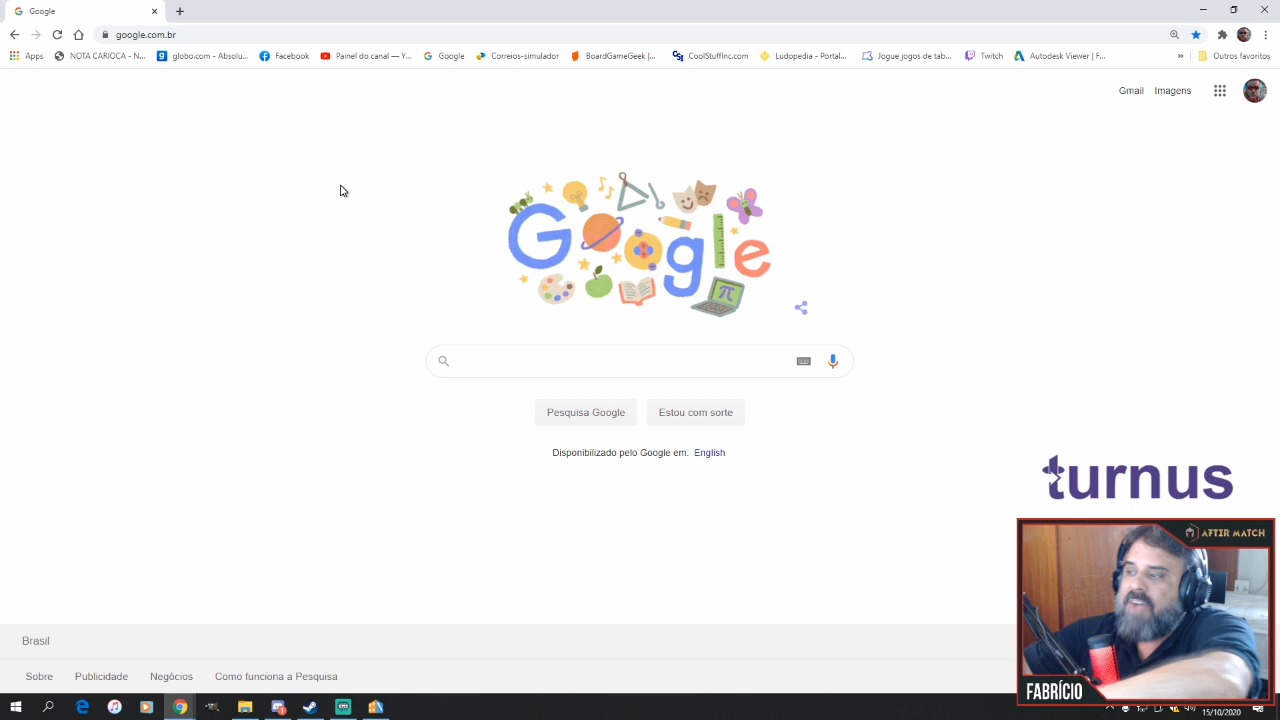 Google
google.com.br
Apps
NOTA CARIOCA - N...
globo.com - Absolu...
Facebook
Painel do canal — Y...
Google
Correios-simulador
BoardGameGeek |...
CoolStuffInc.com
Ludopedia - Portal...
Jogue jogos de tab...
Twitch
Autodesk Viewer | F...
»
Outros favoritos
Gmail
Imagens
Google
π
Pesquisa Google
Estou com sorte
Disponibilizado pelo Google em: English
turnus
AFTER MATCH
FABRÍCIO
Brasil
Sobre
Publicidade
Negócios
Como funciona a Pesquisa
15/10/2020